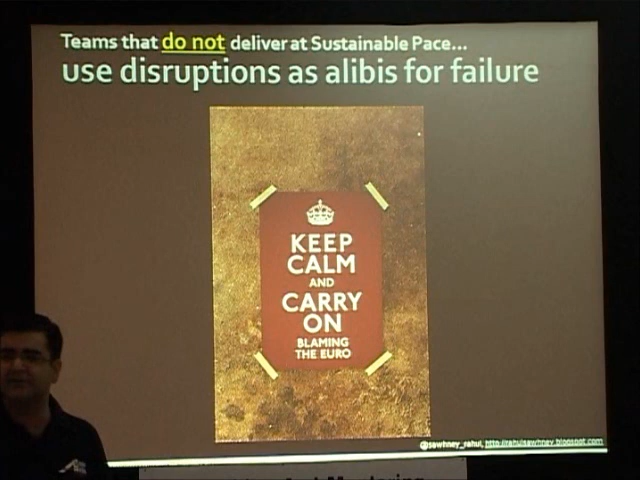 Teams that do not deliver at Sustainable Pace...
use disruptions as alibis for failure
KEEP
CALM
AND
CARRY
ON
BLAMING
THE EURO
@sawhney_rahul, http://rahulsawhney.blogspot.com
Mentoring